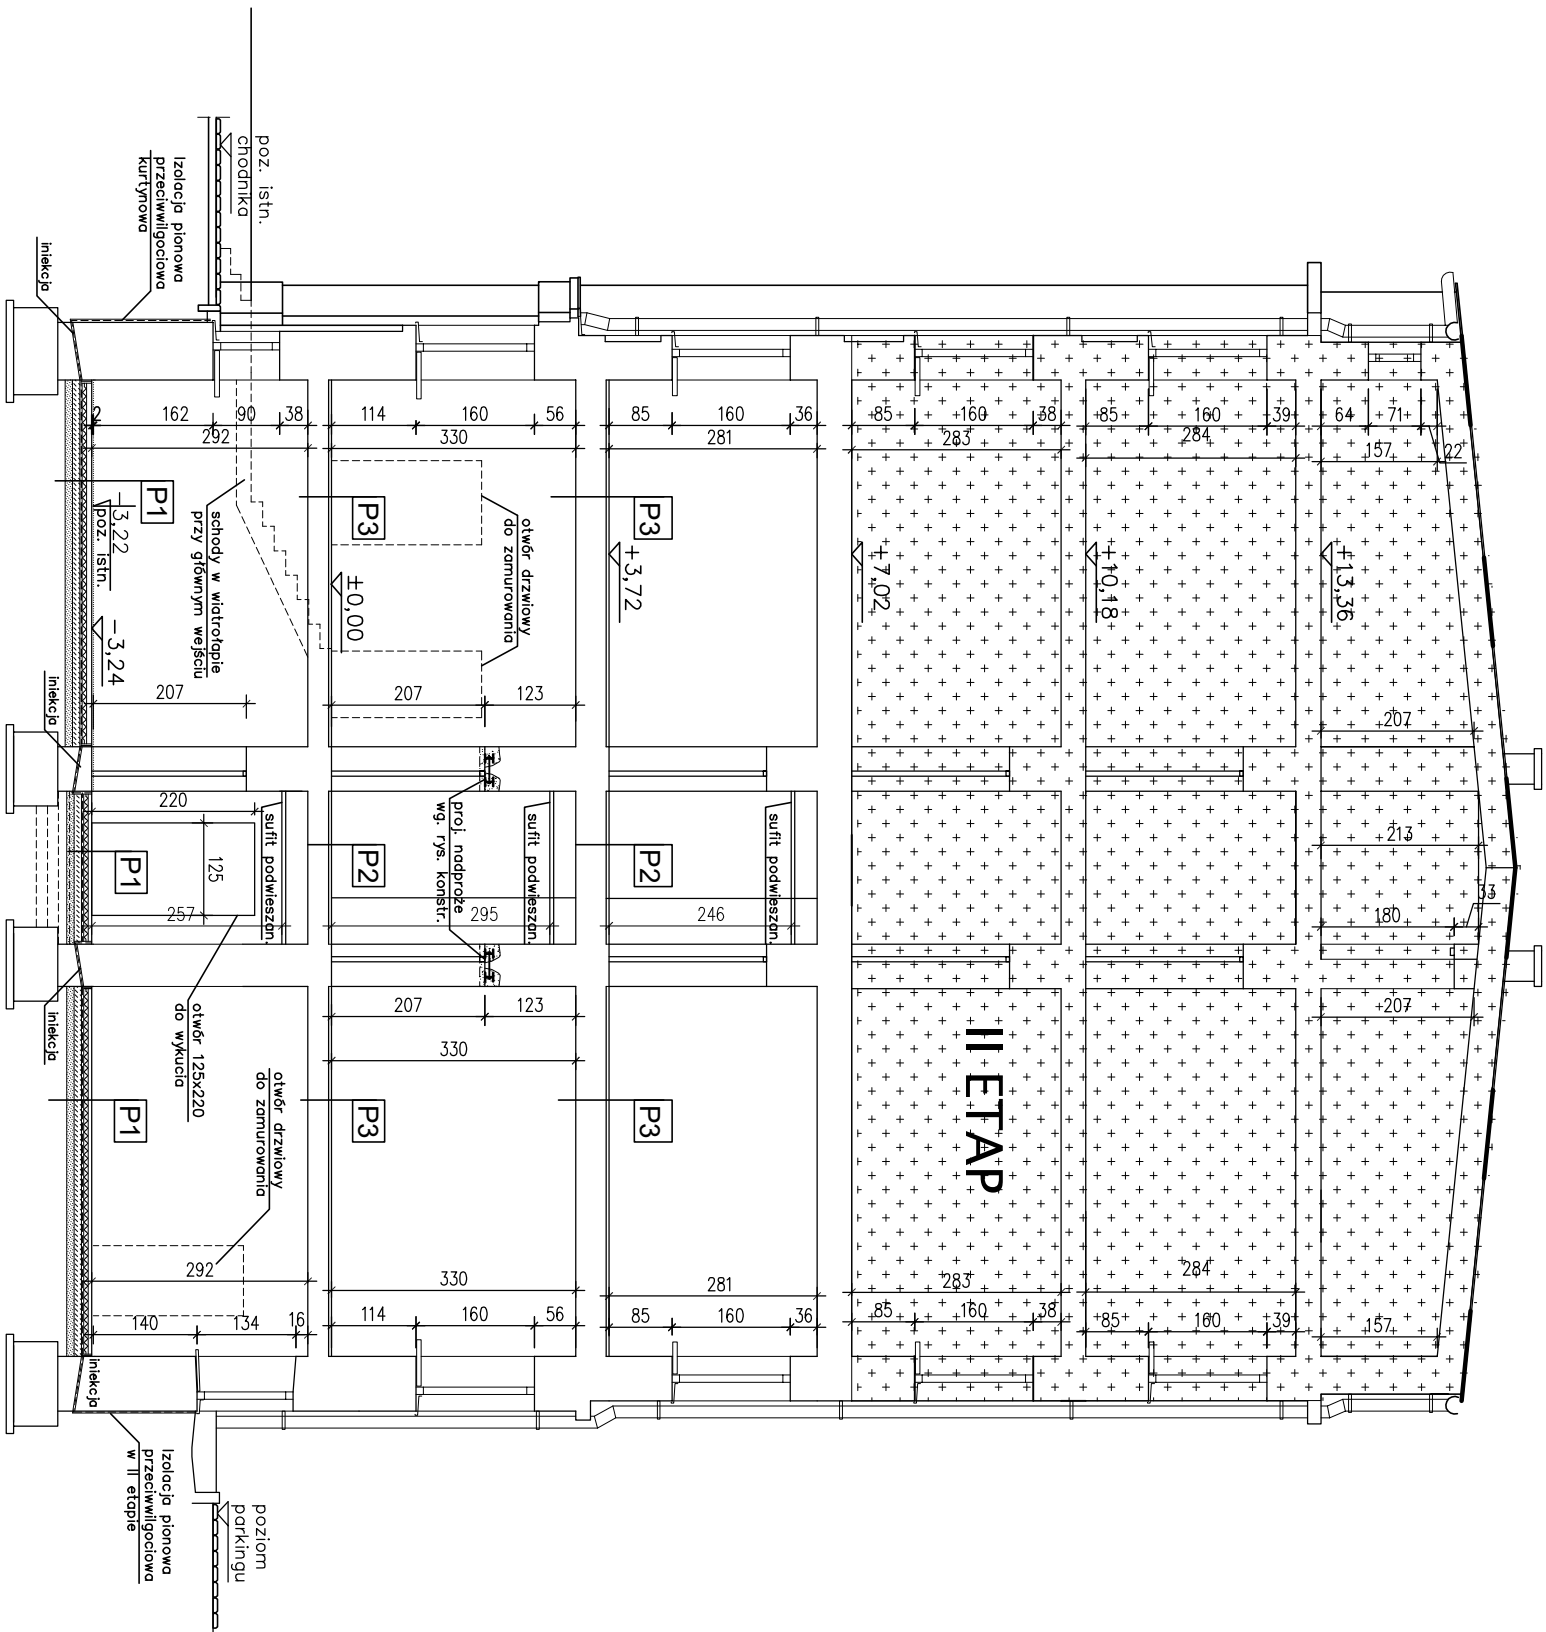 poz. istn.
chodnika
Izolacja pionowa
przeciwwilgociowa
kurtynowa
iniekcja
2
162
90
38
292
114
160
56
330
85
160
36
281
85
160
38
283
85
160
39
284
64
71
22
157
P1
-3,22
poz. istn.
-3,24
schody w wiatrołapie
przy głównym wejściu
P3
±0,00
otwór drzwiowy
do zamurowania
P3
+3,72
+7,02
+10,18
+13,36
207
207
123
207
iniekcja
220
125
257
P1
sufit podwieszan.
P2
proj. nadproże
wg. rys. konstr.
295
sufit podwieszan.
P2
246
sufit podwieszan.
213
33
180
iniekcja
otwór 125x220
do wykucia
207
123
330
207
II ETAP
P1
otwór drzwiowy
do zamurowania
P3
P3
292
140
134
16
330
114
160
56
281
85
160
36
283
85
160
38
284
85
160
39
157
iniekcja
Izolacja pionowa
przeciwwilgociowa
w II etapie
poziom
parkingu